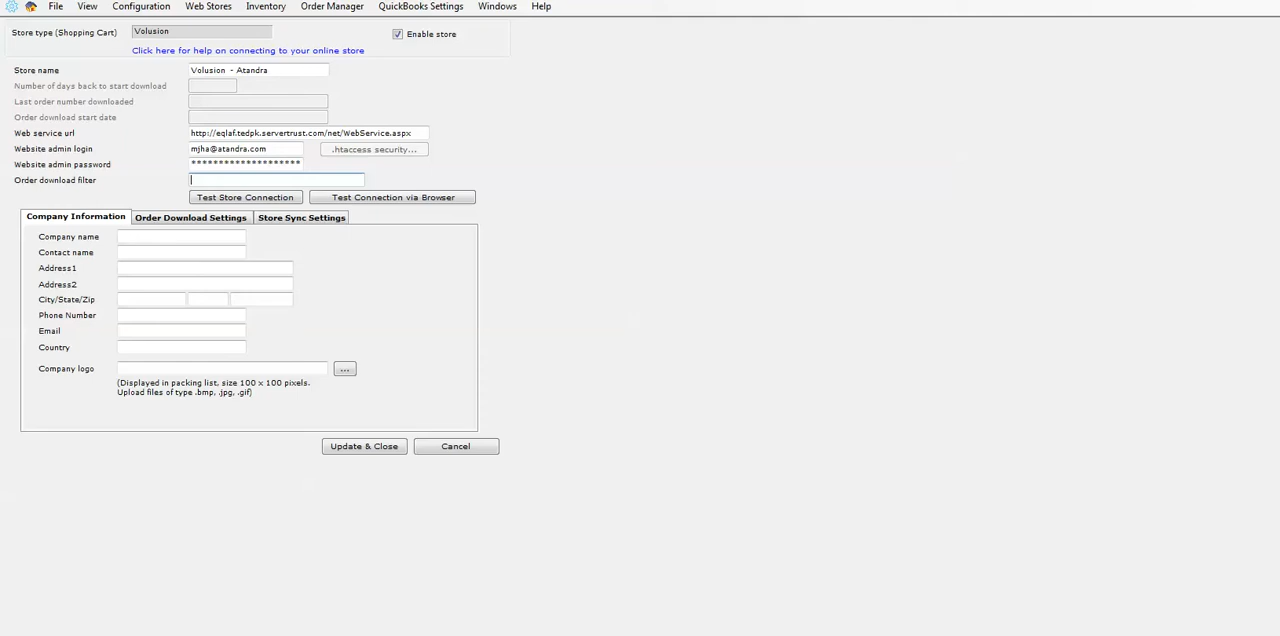 File View Configuration Web Stores Inventory Order Manager QuickBooks Settings Windows Help
Store type (Shopping Cart) Volusion Enable store
Click here for help on connecting to your online store
Store name Volusion - Atandra
Number of days back to start download
Last order number downloaded
Order download start date
Web service url http://eqlaf.tedpk.servertrust.com/net/WebService.aspx
Website admin login mjha@atandra.com .htaccess security...
Website admin password ********************
Order download filter
Test Store Connection Test Connection via Browser
Company Information Order Download Settings Store Sync Settings
Company name
Contact name
Address1
Address2
City/State/Zip
Phone Number
Email
Country
Company logo ...
(Displayed in packing list, size 100 x 100 pixels.
Upload files of type .bmp, .jpg, .gif)
Update & Close Cancel